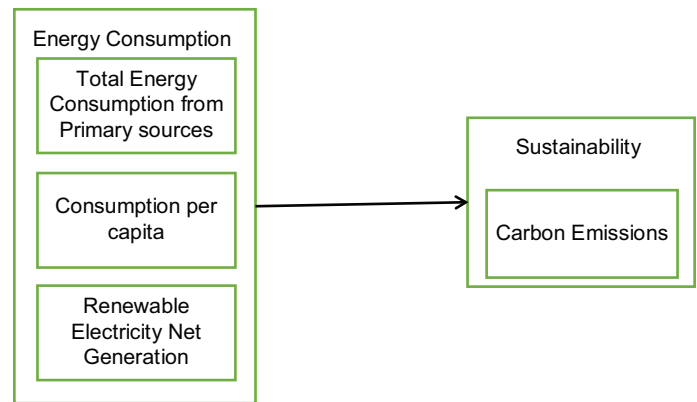 Energy Consumption
Total Energy
Consumption from
Primary sources
Consumption per
capita
Renewable
Electricity Net
Generation
Sustainability
Carbon Emissions